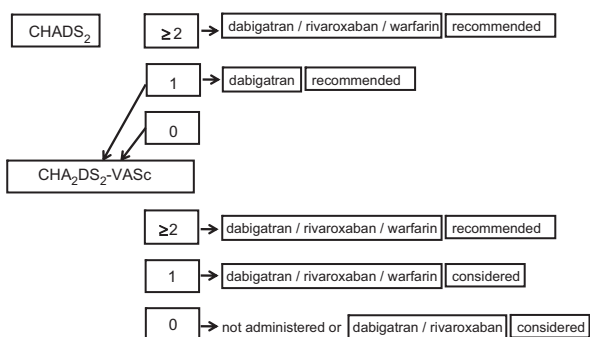 CHADS₂ ≥2 dabigatran / rivaroxaban / warfarin recommended
1 dabigatran recommended
0
CHA₂DS₂-VASc
≥2 dabigatran / rivaroxaban / warfarin recommended
1 dabigatran / rivaroxaban / warfarin considered
0 not administered or dabigatran / rivaroxaban considered